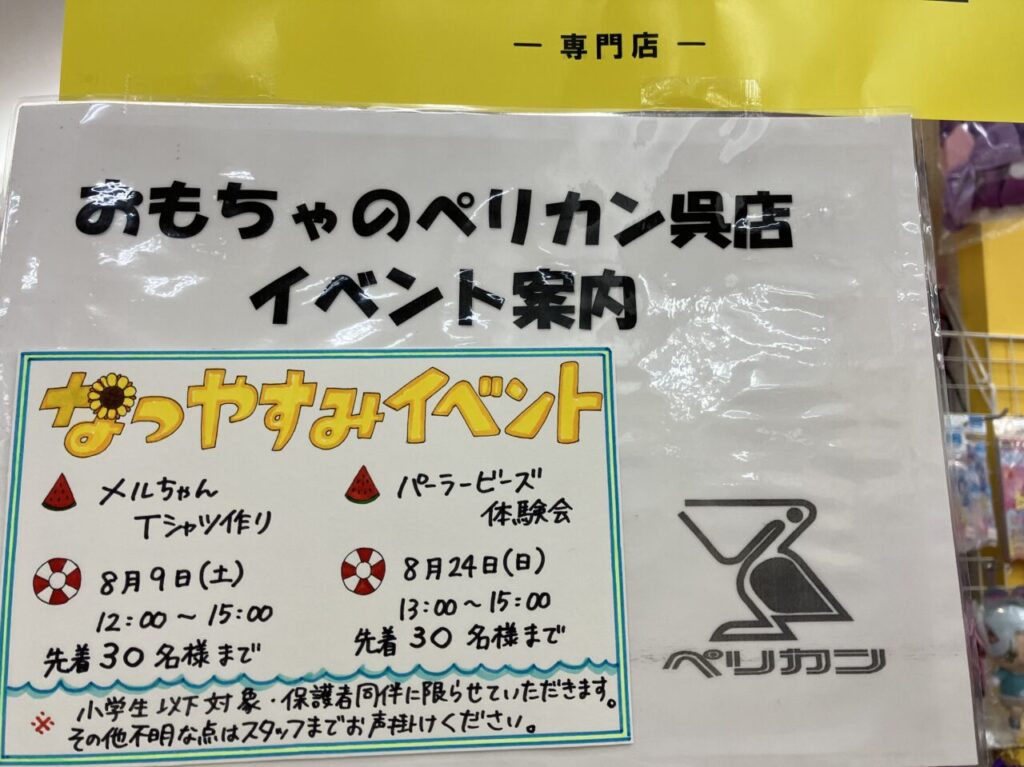 ― 専門店 ―
おもちゃのペリカン呉店
イベント案内
なつやすみイベント
メルちゃん
Tシャツ作り
8月9日(土)
12:00～15:00
先着30名様まで
パーラービーズ
体験会
8月24日(日)
13:00～15:00
先着30名様まで
※ 小学生以下対象・保護者同伴に限らせていただきます。
その他不明な点はスタッフまでお声掛けください。
ペリカン